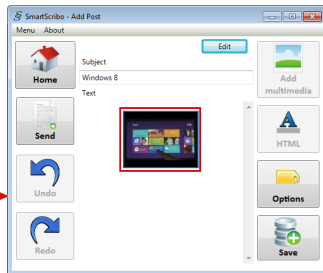 SmartScribo - Add Post
Menu About
Edit
Home
Subject
Windows 8
Text
Add
multimedia
Send
HTML
Undo
Options
Redo
Save